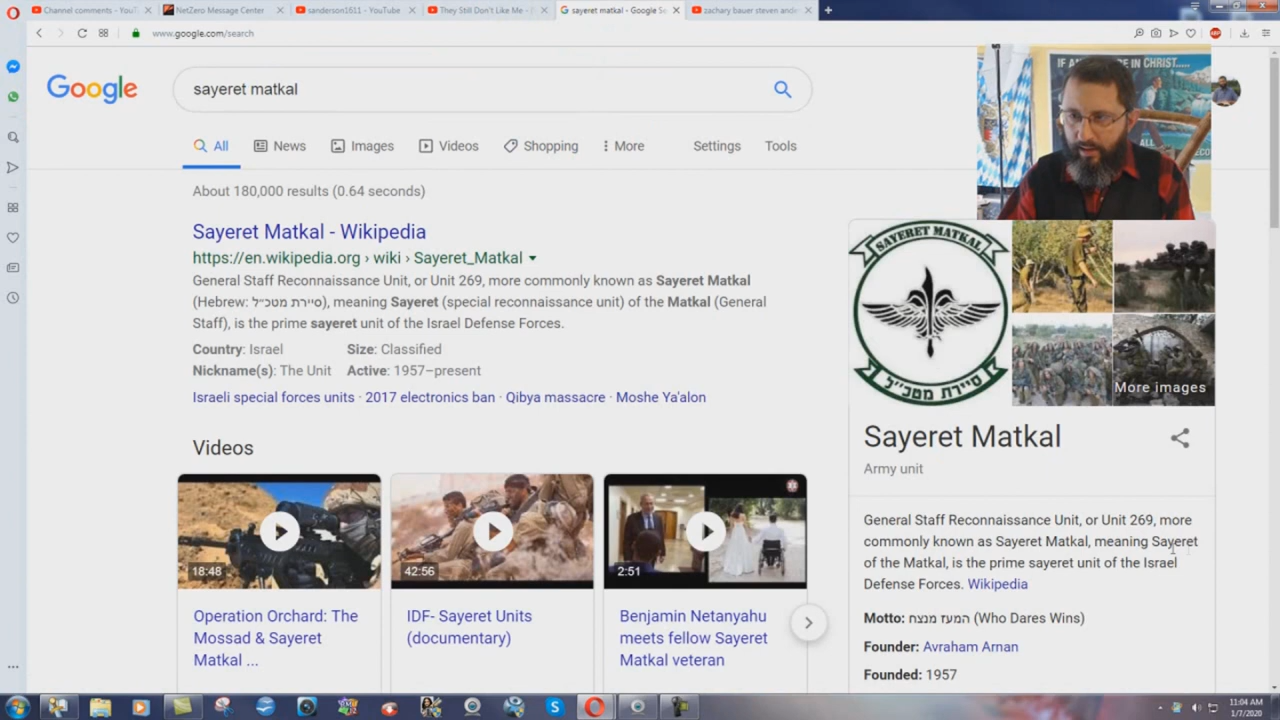 Channel comments - YouT
NetZero Message Center
sanderson1611 - YouTube
They Still Don't Like Me -
sayeret matkal - Google Se
zachary bauer steven and
www.google.com/search
IF A
E IN CHRIST.....
ALL
Google
sayeret matkal
All
News
Images
Videos
Shopping
More
Settings
Tools
About 180,000 results (0.64 seconds)
Sayeret Matkal - Wikipedia
https://en.wikipedia.org › wiki › Sayeret_Matkal
General Staff Reconnaissance Unit, or Unit 269, more commonly known as Sayeret Matkal
(Hebrew: סיירת מטכ״ל), meaning Sayeret (special reconnaissance unit) of the Matkal (General
Staff), is the prime sayeret unit of the Israel Defense Forces.
Country: Israel Size: Classified
Nickname(s): The Unit Active: 1957–present
Israeli special forces units · 2017 electronics ban · Qibya massacre · Moshe Ya'alon
Videos
18:48
42:56
2:51
Operation Orchard: The
Mossad & Sayeret
Matkal ...
IDF- Sayeret Units
(documentary)
Benjamin Netanyahu
meets fellow Sayeret
Matkal veteran
SAYERET MATKAL
סיירת מטכ״ל
More images
Sayeret Matkal
Army unit
General Staff Reconnaissance Unit, or Unit 269, more
commonly known as Sayeret Matkal, meaning Sayeret
of the Matkal, is the prime sayeret unit of the Israel
Defense Forces. Wikipedia
Motto: המעז מנצח (Who Dares Wins)
Founder: Avraham Arnan
Founded: 1957
11:04 AM
1/7/2020